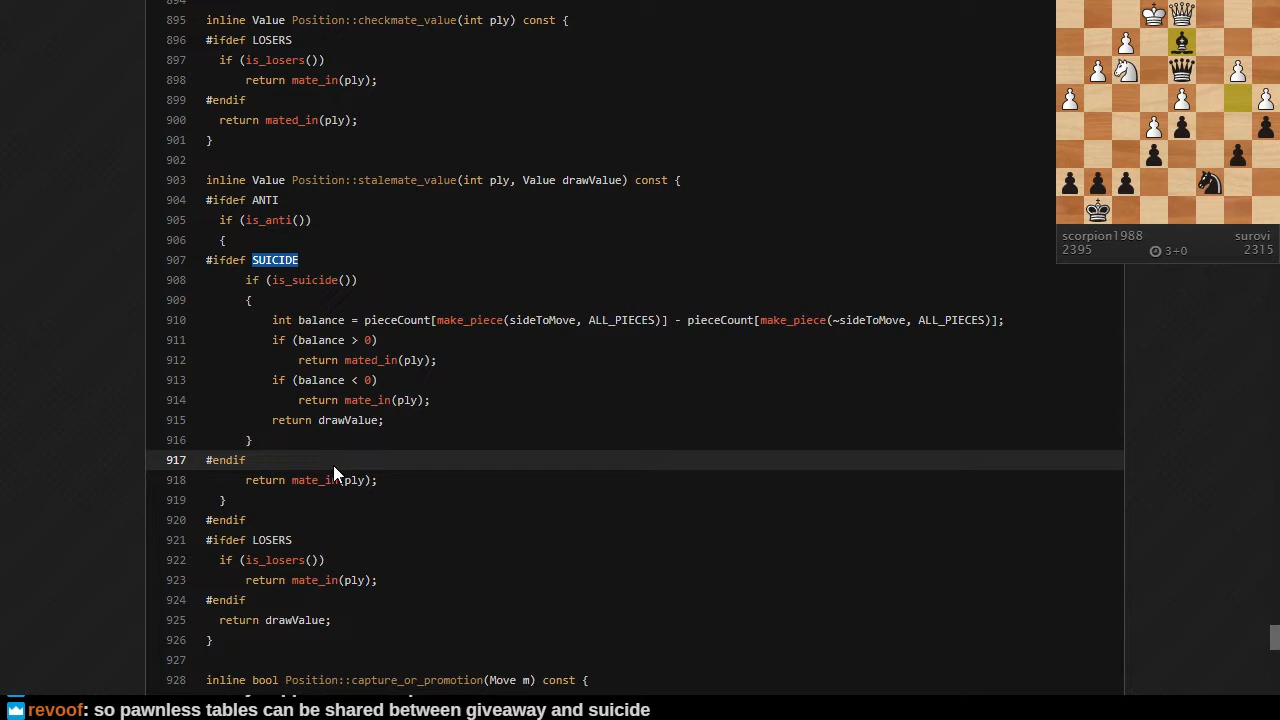 895 inline Value Position::checkmate_value(int ply) const {
896 #ifdef LOSERS
897 if (is_losers())
898 return mate_in(ply);
899 #endif
900 return mated_in(ply);
901 }
902
903 inline Value Position::stalemate_value(int ply, Value drawValue) const {
904 #ifdef ANTI
905 if (is_anti())
906 {
907 #ifdef SUICIDE
908 if (is_suicide())
909 {
910 int balance = pieceCount[make_piece(sideToMove, ALL_PIECES)] - pieceCount[make_piece(~sideToMove, ALL_PIECES)];
911 if (balance > 0)
912 return mated_in(ply);
913 if (balance < 0)
914 return mate_in(ply);
915 return drawValue;
916 }
917 #endif
918 return mate_in(ply);
919 }
920 #endif
921 #ifdef LOSERS
922 if (is_losers())
923 return mate_in(ply);
924 #endif
925 return drawValue;
926 }
927
928 inline bool Position::capture_or_promotion(Move m) const {
scorpion1988 surovi
2395 3+0 2315
revoof: so pawnless tables can be shared between giveaway and suicide